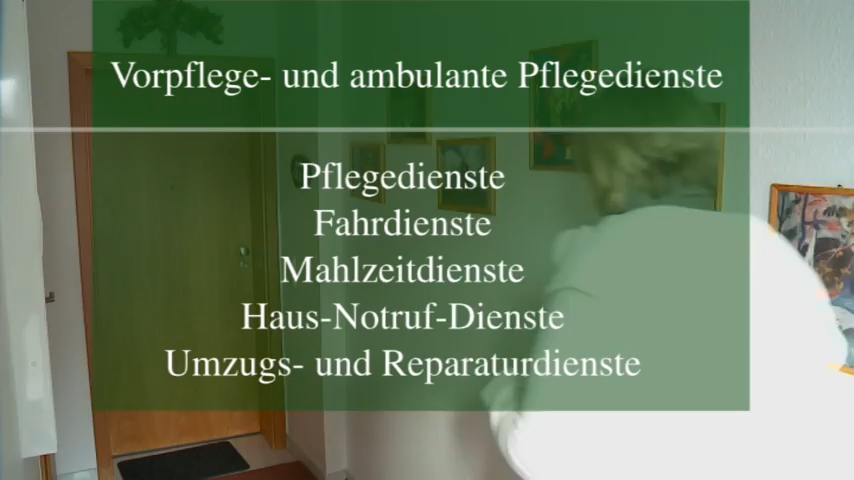 Vorpflege- und ambulante Pflegedienste
Pflegedienste
Fahrdienste
Mahlzeitdienste
Haus-Notruf-Dienste
Umzugs- und Reparaturdienste